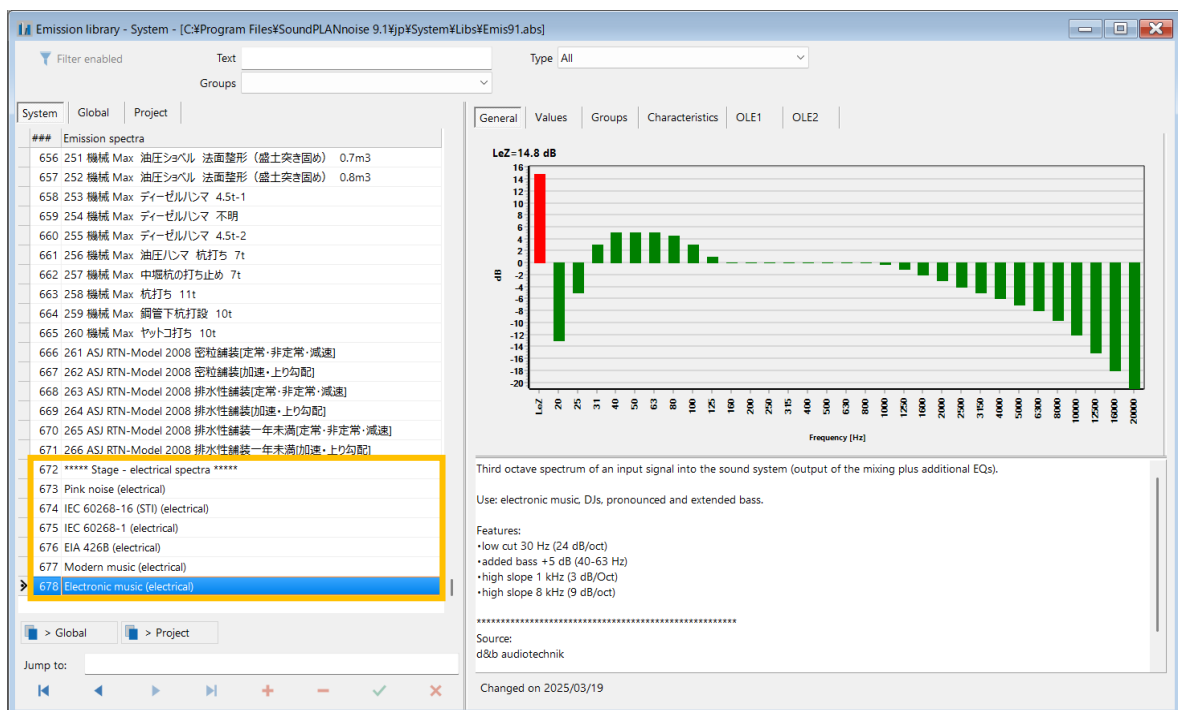 Emission library - System - [C:¥Program Files¥SoundPLANnoise 9.1¥jp¥System¥Libs¥Emis91.abs]
Filter enabled
Text
Type All
Groups
System Global Project
### Emission spectra
656 251 機械 Max 油圧ショベル 法面整形（盛土突き固め） 0.7m3
657 252 機械 Max 油圧ショベル 法面整形（盛土突き固め） 0.8m3
658 253 機械 Max ディーゼルハンマ 4.5t-1
659 254 機械 Max ディーゼルハンマ 不明
660 255 機械 Max ディーゼルハンマ 4.5t-2
661 256 機械 Max 油圧ハンマ 杭打ち 7t
662 257 機械 Max 中堀杭の打ち止め 7t
663 258 機械 Max 杭打ち 11t
664 259 機械 Max 鋼管下杭打設 10t
665 260 機械 Max ヤットコ打ち 10t
666 261 ASJ RTN-Model 2008 密粒舗装[定常･非定常･減速]
667 262 ASJ RTN-Model 2008 密粒舗装[加速・上り勾配]
668 263 ASJ RTN-Model 2008 排水性舗装[定常･非定常･減速]
669 264 ASJ RTN-Model 2008 排水性舗装[加速・上り勾配]
670 265 ASJ RTN-Model 2008 排水性舗装一年未満[定常･非定常･減速]
671 266 ASJ RTN-Model 2008 排水性舗装一年未満[加速・上り勾配]
672 ***** Stage - electrical spectra *****
673 Pink noise (electrical)
674 IEC 60268-16 (STI) (electrical)
675 IEC 60268-1 (electrical)
676 EIA 426B (electrical)
677 Modern music (electrical)
678 Electronic music (electrical)
> Global > Project
Jump to:
General Values Groups Characteristics OLE1 OLE2
LeZ=14.8 dB
16
14
12
10
8
6
4
2
0
-2
-4
-6
-8
-10
-12
-14
-16
-18
-20
dB
LeZ 20 25 31 40 50 63 80 100 125 160 200 250 315 400 500 630 800 1000 1250 1600 2000 2500 3150 4000 5000 6300 8000 10000 12500 16000 20000
Frequency [Hz]
Third octave spectrum of an input signal into the sound system (output of the mixing plus additional EQs).
Use: electronic music, DJs, pronounced and extended bass.
Features:
•low cut 30 Hz (24 dB/oct)
•added bass +5 dB (40-63 Hz)
•high slope 1 kHz (3 dB/Oct)
•high slope 8 kHz (9 dB/oct)
******************************************************
Source:
d&b audiotechnik
Changed on 2025/03/19